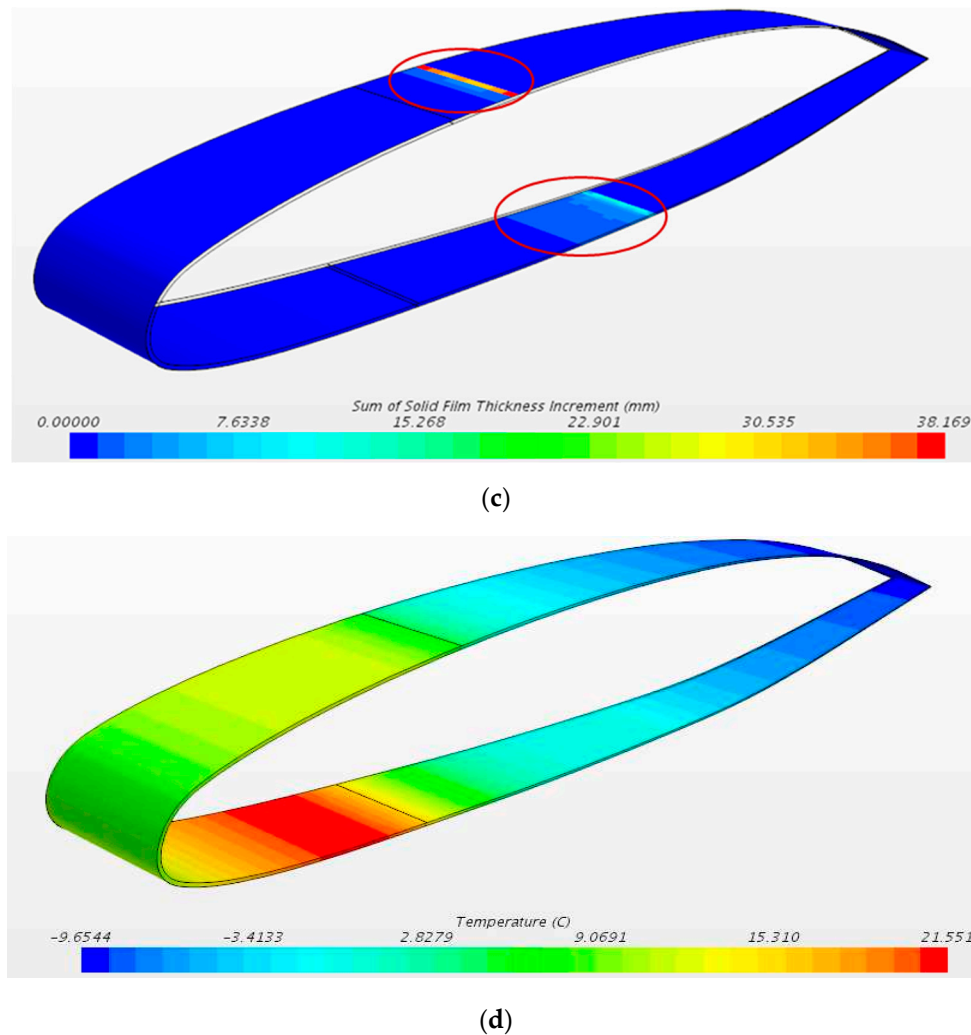 Sum of Solid Film Thickness Increment (mm)
0.00000 7.6338 15.268 22.901 30.535 38.169
(c)
Temperature (C)
−9.6544 −3.4133 2.8279 9.0691 15.310 21.551
(d)